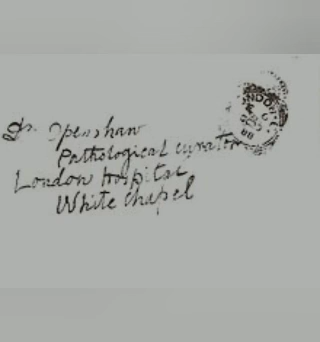 Dr. Openshaw
Pathological curator
London Hospital
White chapel